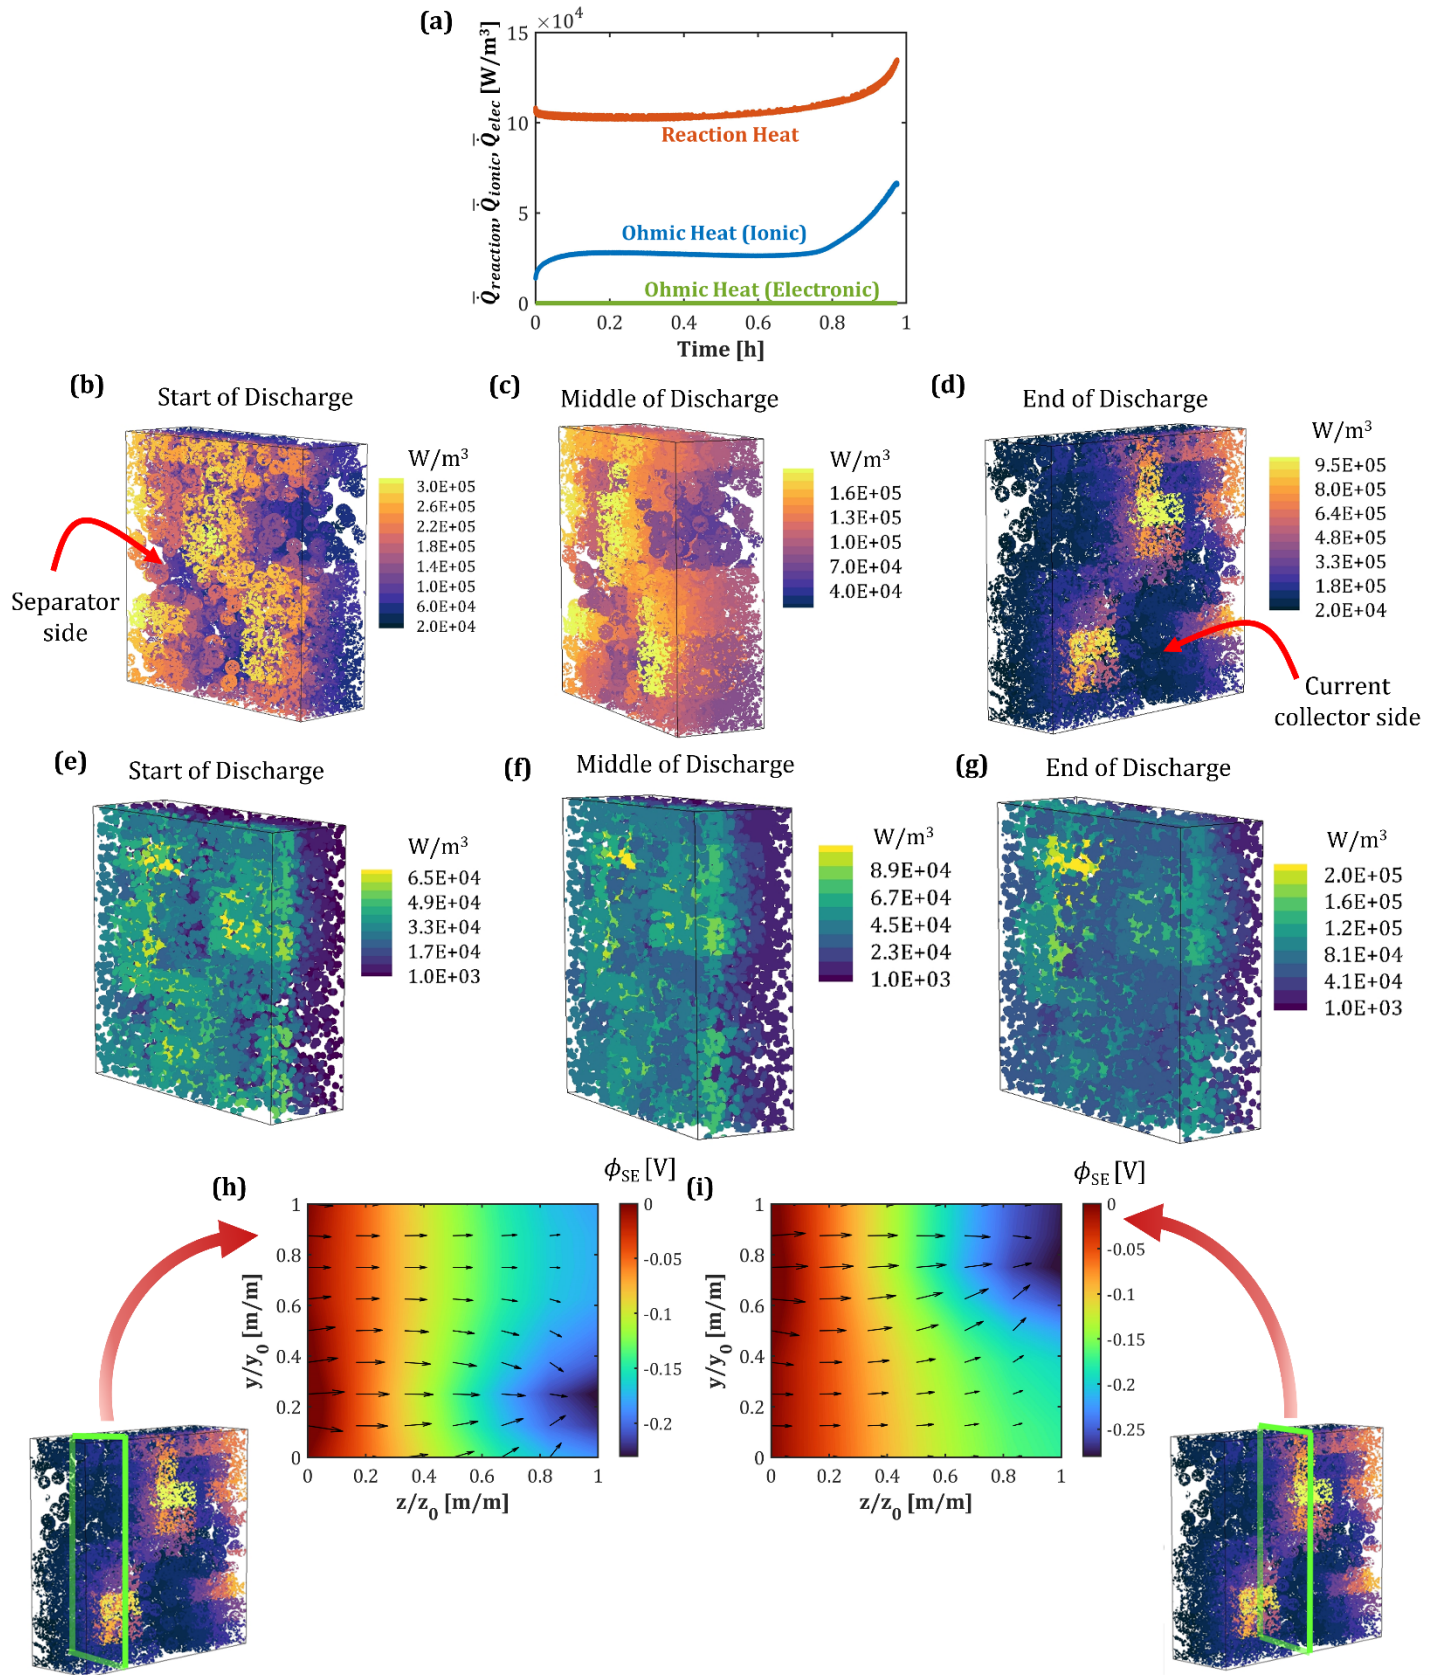 (a)
×10⁴
15
10
5
0
Q̇̄_reaction, Q̇̄_ionic, Q̇̄_elec [W/m³]
Reaction Heat
Ohmic Heat (Ionic)
Ohmic Heat (Electronic)
0 0.2 0.4 0.6 0.8 1
Time [h]
(b)
Start of Discharge
W/m³
3.0E+05
2.6E+05
2.2E+05
1.8E+05
1.4E+05
1.0E+05
6.0E+04
2.0E+04
Separator
side
(c)
Middle of Discharge
W/m³
1.6E+05
1.3E+05
1.0E+05
7.0E+04
4.0E+04
(d)
End of Discharge
W/m³
9.5E+05
8.0E+05
6.4E+05
4.8E+05
3.3E+05
1.8E+05
2.0E+04
Current
collector side
(e)
Start of Discharge
W/m³
6.5E+04
4.9E+04
3.3E+04
1.7E+04
1.0E+03
(f)
Middle of Discharge
W/m³
8.9E+04
6.7E+04
4.5E+04
2.3E+04
1.0E+03
(g)
End of Discharge
W/m³
2.0E+05
1.6E+05
1.2E+05
8.1E+04
4.1E+04
1.0E+03
(h)
ϕ_SE [V]
1
0.8
0.6
0.4
0.2
0
y/y₀ [m/m]
0 0.2 0.4 0.6 0.8 1
z/z₀ [m/m]
0
-0.05
-0.1
-0.15
-0.2
(i)
ϕ_SE [V]
1
0.8
0.6
0.4
0.2
0
y/y₀ [m/m]
0 0.2 0.4 0.6 0.8 1
z/z₀ [m/m]
0
-0.05
-0.1
-0.15
-0.2
-0.25